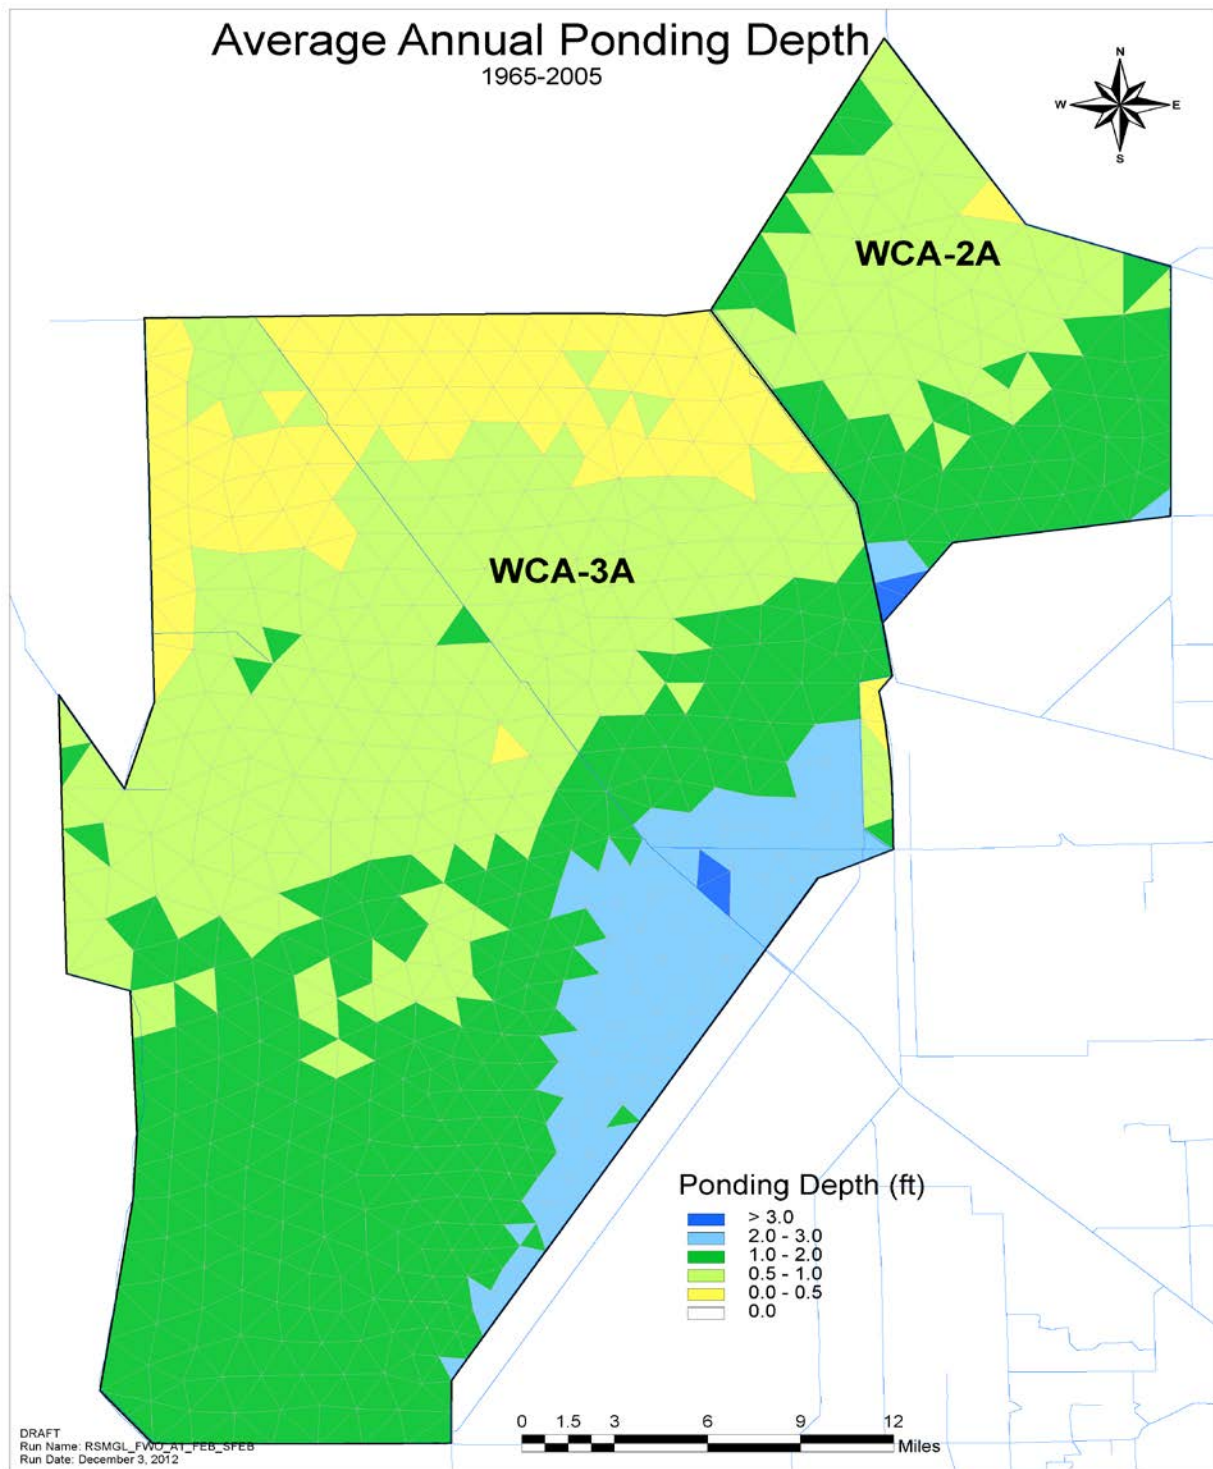 Average Annual Ponding Depth
1965-2005
N
W
E
S
WCA-2A
WCA-3A
Ponding Depth (ft)
> 3.0
2.0 - 3.0
1.0 - 2.0
0.5 - 1.0
0.0 - 0.5
0.0
0 1.5 3 6 9 12
Miles
DRAFT
Run Name: RSMGL_FWO_A1_FEB_SFEB
Run Date: December 3, 2012